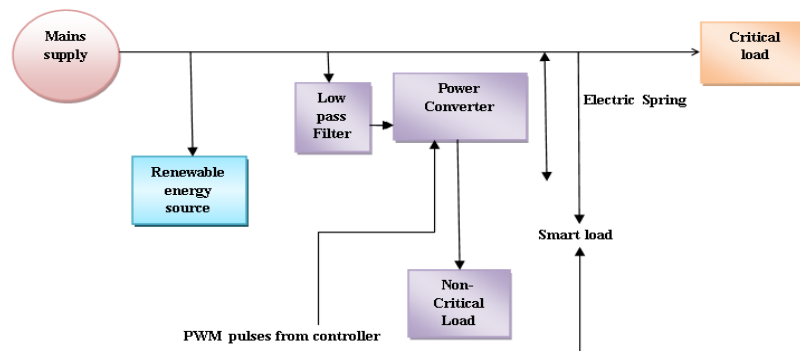 Mains
supply
Critical
load
Low
pass
Filter
Power
Converter
Electric Spring
Renewable
energy
source
Smart load
Non-
Critical
Load
PWM pulses from controller